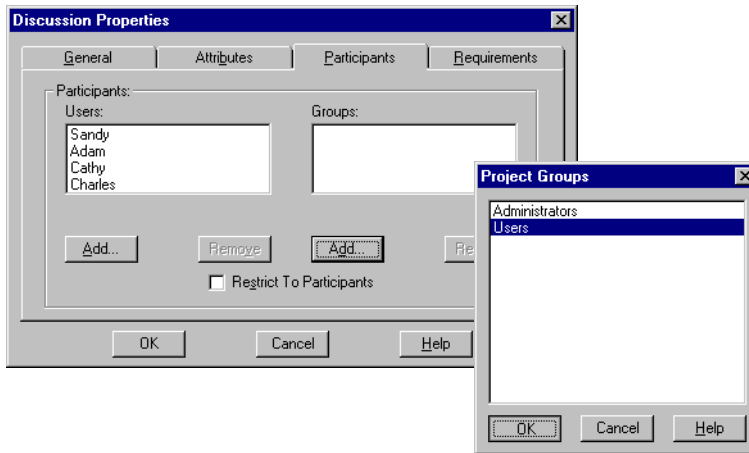 Discussion Properties
General Attributes Participants Requirements
Participants:
Users: Groups:
Sandy
Adam
Cathy
Charles
Add... Remove Add... Re
Restrict To Participants
OK Cancel Help
Project Groups
Administrators
Users
OK Cancel Help